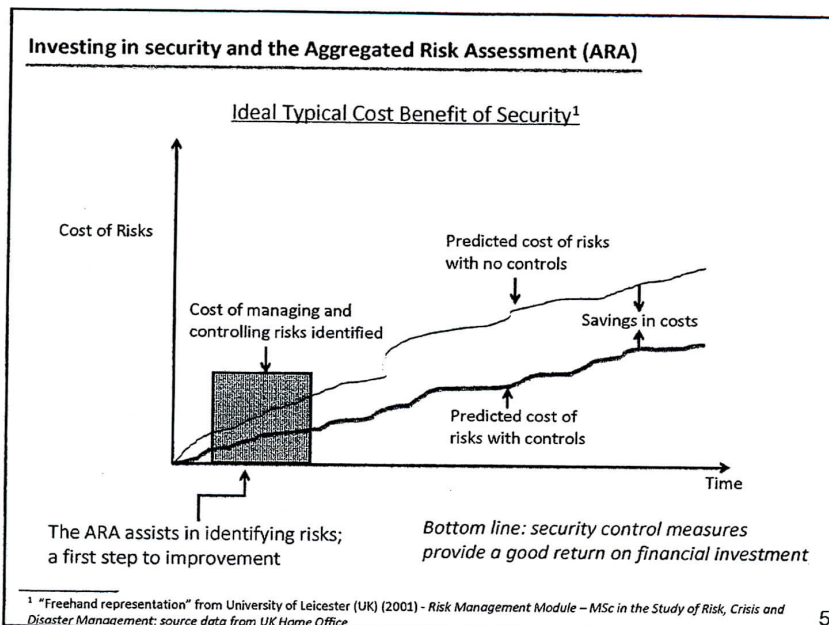 Investing in security and the Aggregated Risk Assessment (ARA)
Ideal Typical Cost Benefit of Security¹
Cost of Risks
Predicted cost of risks
with no controls
Cost of managing and
controlling risks identified
Savings in costs
Predicted cost of
risks with controls
Time
The ARA assists in identifying risks;
a first step to improvement
Bottom line: security control measures
provide a good return on financial investment
¹ "Freehand representation" from University of Leicester (UK) (2001) - Risk Management Module – MSc in the Study of Risk, Crisis and
Disaster Management; source data from UK Home Office
5